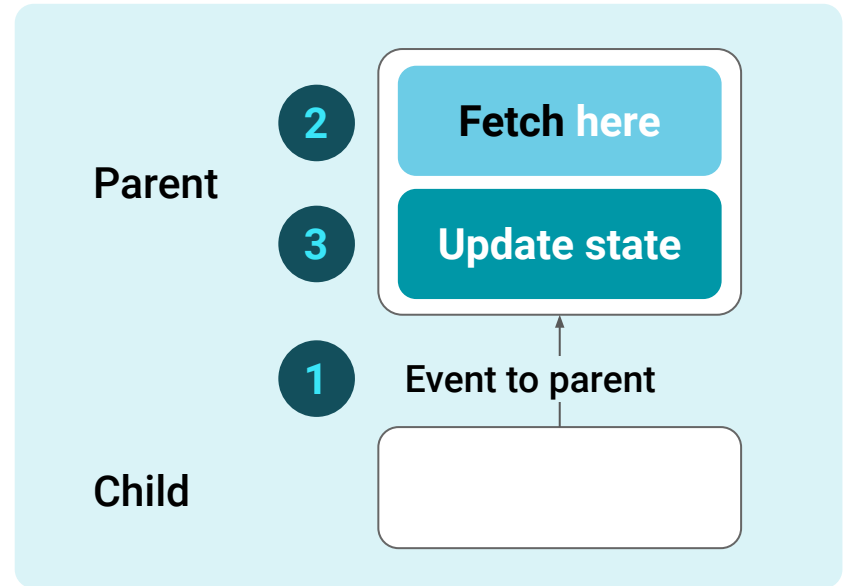 2
Fetch here
Parent
3
Update state
1
Event to parent
Child